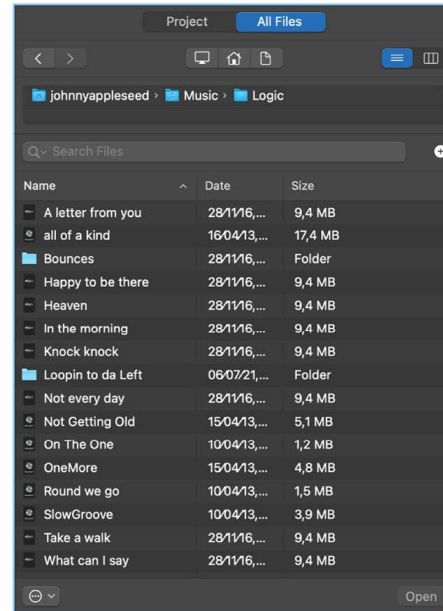 Project All Files
johnnyappleseed › Music › Logic
Search Files
Name Date Size
A letter from you 28/11/16,... 9,4 MB
all of a kind 16/04/13,... 17,4 MB
Bounces 28/11/16,... Folder
Happy to be there 28/11/16,... 9,4 MB
Heaven 28/11/16,... 9,4 MB
In the morning 28/11/16,... 9,4 MB
Knock knock 28/11/16,... 9,4 MB
Loopin to da Left 06/07/21,... Folder
Not every day 28/11/16,... 9,4 MB
Not Getting Old 15/04/13,... 5,1 MB
On The One 10/04/13,... 1,2 MB
OneMore 15/04/13,... 4,8 MB
Round we go 10/04/13,... 1,5 MB
SlowGroove 10/04/13,... 3,9 MB
Take a walk 28/11/16,... 9,4 MB
What can I say 28/11/16,... 9,4 MB
Open